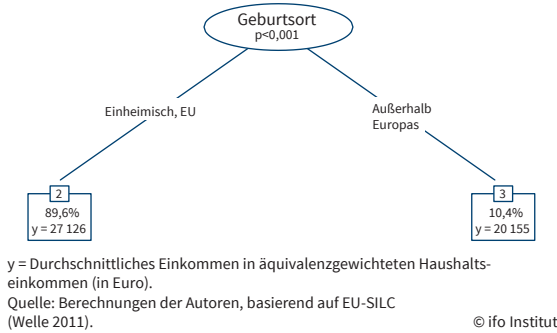 Geburtsort
p<0,001
Einheimisch, EU
Außerhalb
Europas
2
89,6%
y = 27 126
3
10,4%
y = 20 155
y = Durchschnittliches Einkommen in äquivalenzgewichteten Haushalts-
einkommen (in Euro).
Quelle: Berechnungen der Autoren, basierend auf EU-SILC
(Welle 2011).
© ifo Institut